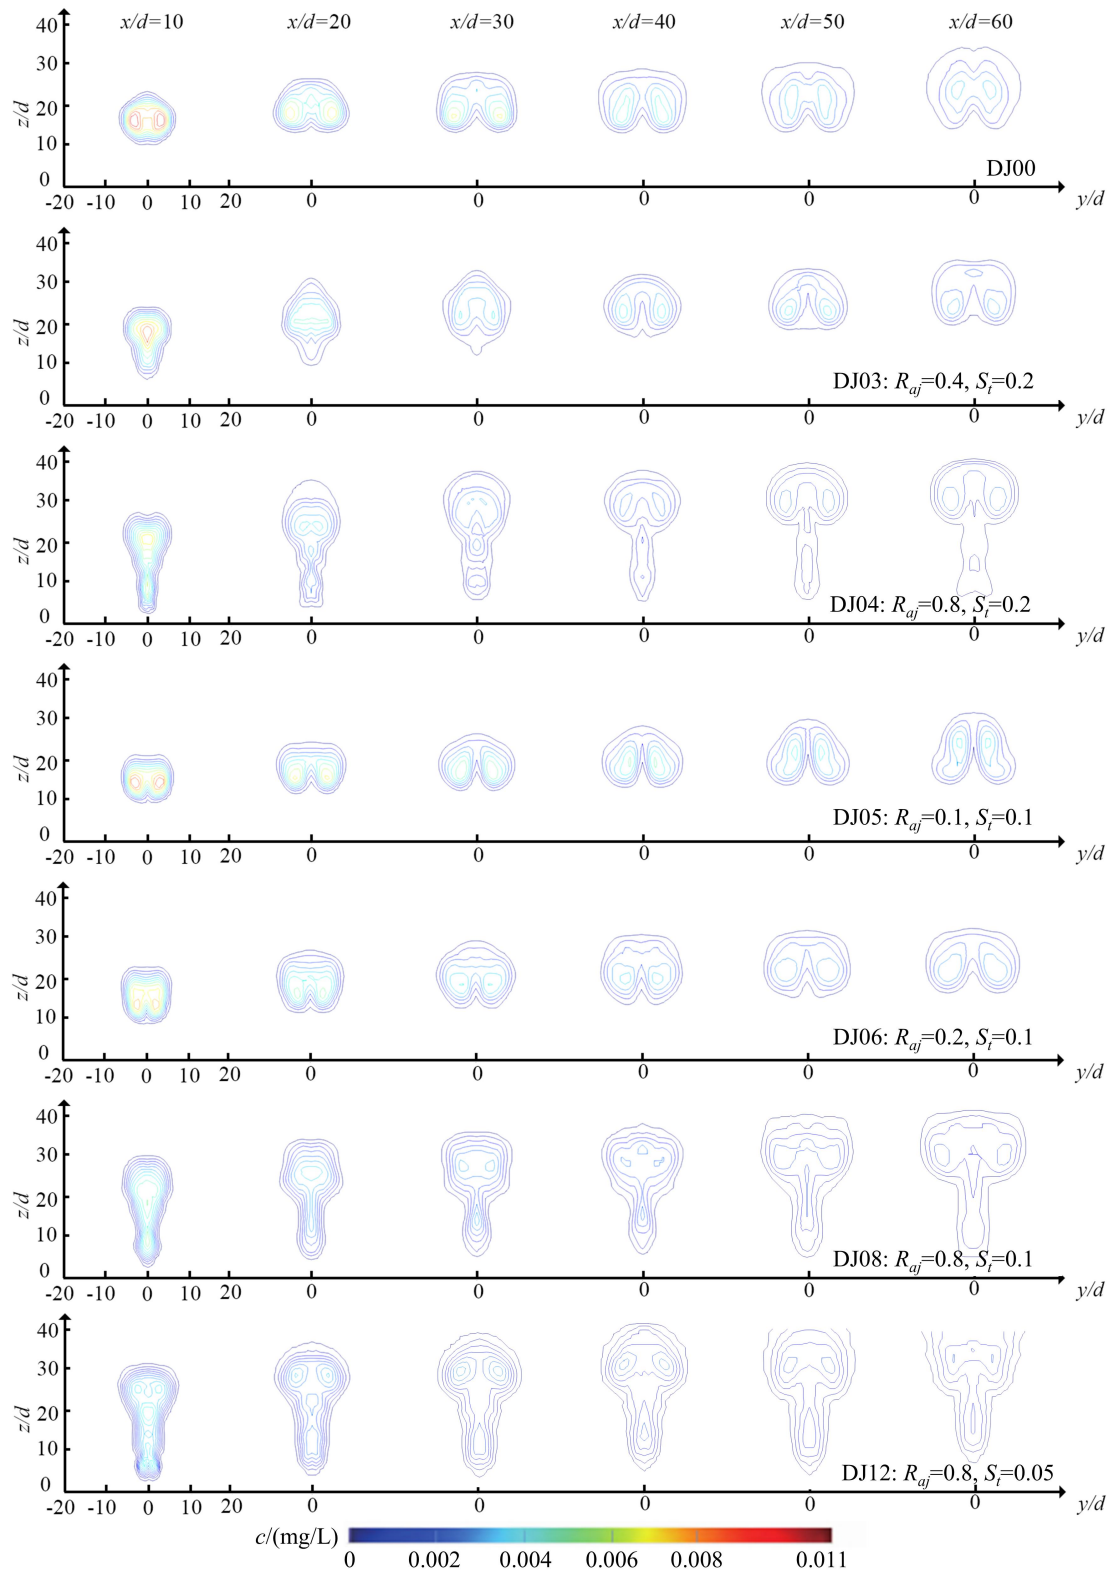 x/d=10 x/d=20 x/d=30 x/d=40 x/d=50 x/d=60
40
30
20
10
0
z/d
-20 -10 0 10 20 0 0 0 0 0 y/d
DJ00
40
30
20
10
0
z/d
-20 -10 0 10 20 0 0 0 0 0 y/d
DJ03: Raj=0.4, St=0.2
40
30
20
10
0
z/d
-20 -10 0 10 20 0 0 0 0 0 y/d
DJ04: Raj=0.8, St=0.2
40
30
20
10
0
z/d
-20 -10 0 10 20 0 0 0 0 0 y/d
DJ05: Raj=0.1, St=0.1
40
30
20
10
0
z/d
-20 -10 0 10 20 0 0 0 0 0 y/d
DJ06: Raj=0.2, St=0.1
40
30
20
10
0
z/d
-20 -10 0 10 20 0 0 0 0 0 y/d
DJ08: Raj=0.8, St=0.1
40
30
20
10
0
z/d
-20 -10 0 10 20 0 0 0 0 0 y/d
DJ12: Raj=0.8, St=0.05
c/(mg/L)
0 0.002 0.004 0.006 0.008 0.011